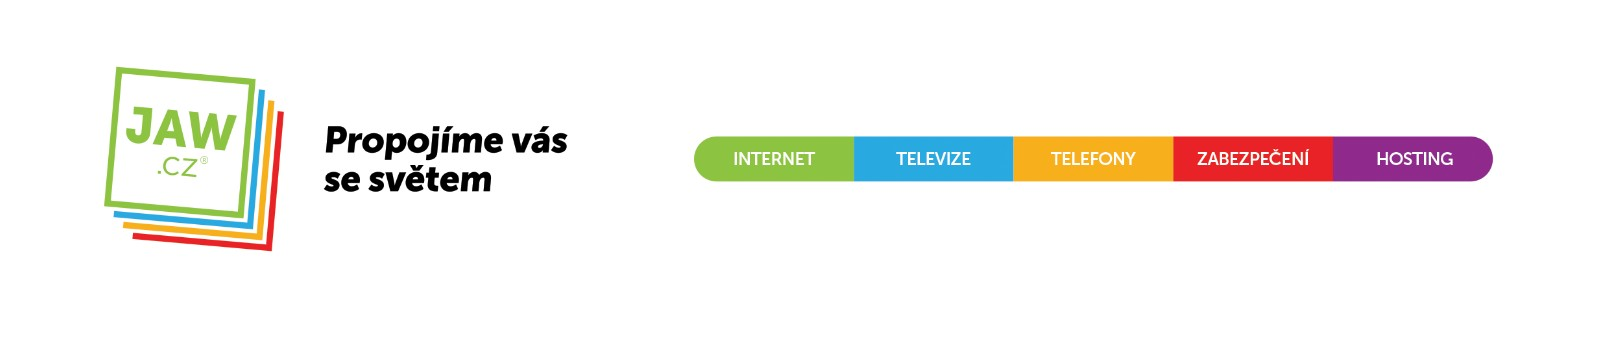 JAW
.CZ®
Propojíme vás
se světem
INTERNET
TELEVIZE
TELEFONY
ZABEZPEČENÍ
HOSTING